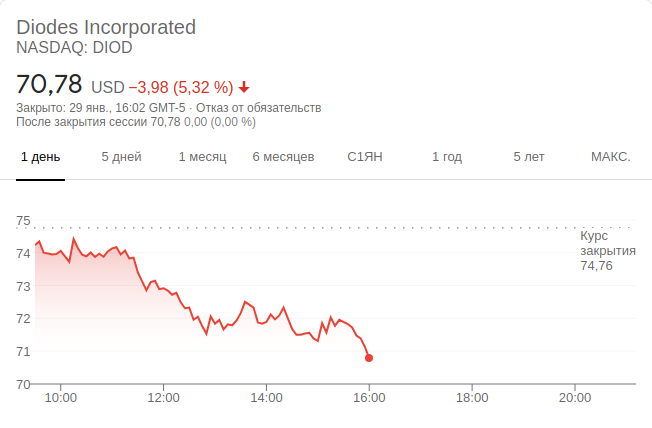 Diodes Incorporated
NASDAQ: DIOD
70,78 USD −3,98 (5,32 %)
Закрыто: 29 янв., 16:02 GMT-5 · Отказ от обязательств
После закрытия сессии 70,78 0,00 (0,00 %)
1 день 5 дней 1 месяц 6 месяцев С1ЯН 1 год 5 лет МАКС.
75
Курс
закрытия
74,76
74
73
72
71
70
10:00 12:00 14:00 16:00 18:00 20:00